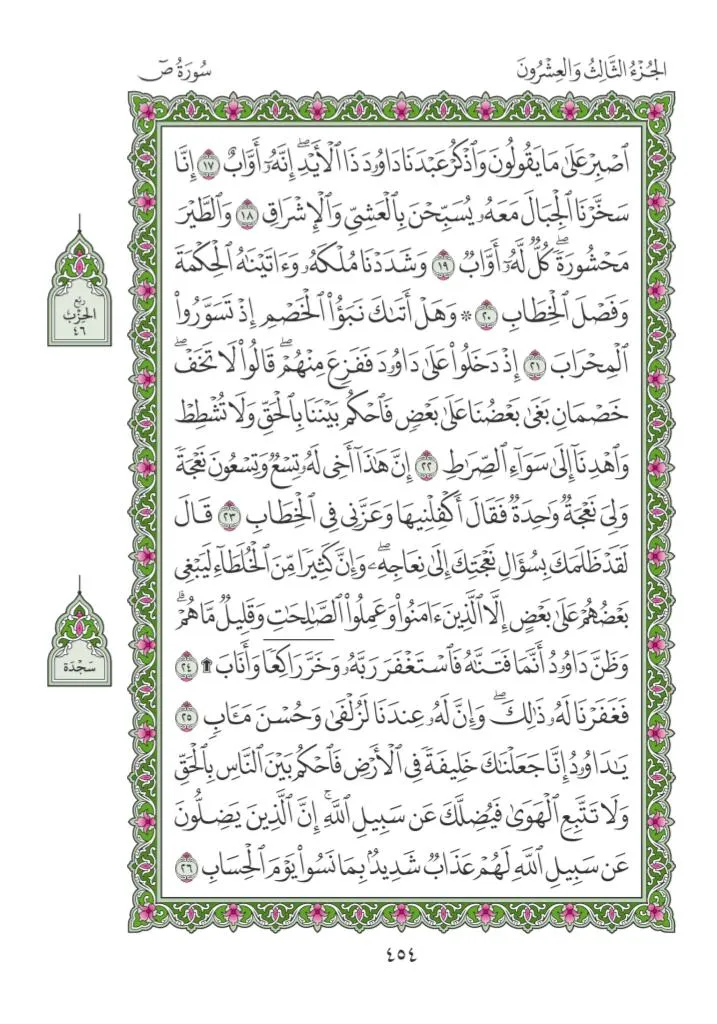 الجُزْءُ الثَّالِثُ وَالعِشْرُونَ
سُورَةُ صٓ
ٱصْبِرْ عَلَىٰ مَا يَقُولُونَ وَٱذْكُرْ عَبْدَنَا دَاوُۥدَ ذَا ٱلْأَيْدِۖ إِنَّهُۥٓ أَوَّابٌ ١٧ إِنَّا
سَخَّرْنَا ٱلْجِبَالَ مَعَهُۥ يُسَبِّحْنَ بِٱلْعَشِىِّ وَٱلْإِشْرَاقِ ١٨ وَٱلطَّيْرَ
مَحْشُورَةًۖ كُلٌّ لَّهُۥٓ أَوَّابٌ ١٩ وَشَدَدْنَا مُلْكَهُۥ وَءَاتَيْنَٰهُ ٱلْحِكْمَةَ
وَفَصْلَ ٱلْخِطَابِ ٢٠ ۞ وَهَلْ أَتَىٰكَ نَبَؤُا۟ ٱلْخَصْمِ إِذْ تَسَوَّرُوا۟
ٱلْمِحْرَابَ ٢١ إِذْ دَخَلُوا۟ عَلَىٰ دَاوُۥدَ فَفَزِعَ مِنْهُمْۖ قَالُوا۟ لَا تَخَفْۖ
خَصْمَانِ بَغَىٰ بَعْضُنَا عَلَىٰ بَعْضٍ فَٱحْكُم بَيْنَنَا بِٱلْحَقِّ وَلَا تُشْطِطْ
وَٱهْدِنَآ إِلَىٰ سَوَآءِ ٱلصِّرَٰطِ ٢٢ إِنَّ هَٰذَآ أَخِى لَهُۥ تِسْعٌ وَتِسْعُونَ نَعْجَةً
وَلِىَ نَعْجَةٌ وَٰحِدَةٌ فَقَالَ أَكْفِلْنِيهَا وَعَزَّنِى فِى ٱلْخِطَابِ ٢٣ قَالَ
لَقَدْ ظَلَمَكَ بِسُؤَالِ نَعْجَتِكَ إِلَىٰ نِعَاجِهِۦۖ وَإِنَّ كَثِيرًا مِّنَ ٱلْخُلَطَآءِ لَيَبْغِى
بَعْضُهُمْ عَلَىٰ بَعْضٍ إِلَّا ٱلَّذِينَ ءَامَنُوا۟ وَعَمِلُوا۟ ٱلصَّٰلِحَٰتِ وَقَلِيلٌ مَّا هُمْۗ
وَظَنَّ دَاوُۥدُ أَنَّمَا فَتَنَّٰهُ فَٱسْتَغْفَرَ رَبَّهُۥ وَخَرَّ رَاكِعًا وَأَنَابَ ۩ ٢٤
فَغَفَرْنَا لَهُۥ ذَٰلِكَۖ وَإِنَّ لَهُۥ عِندَنَا لَزُلْفَىٰ وَحُسْنَ مَـَٔابٍ ٢٥
يَٰدَاوُۥدُ إِنَّا جَعَلْنَٰكَ خَلِيفَةً فِى ٱلْأَرْضِ فَٱحْكُم بَيْنَ ٱلنَّاسِ بِٱلْحَقِّ
وَلَا تَتَّبِعِ ٱلْهَوَىٰ فَيُضِلَّكَ عَن سَبِيلِ ٱللَّهِۚ إِنَّ ٱلَّذِينَ يَضِلُّونَ
عَن سَبِيلِ ٱللَّهِ لَهُمْ عَذَابٌ شَدِيدٌۢ بِمَا نَسُوا۟ يَوْمَ ٱلْحِسَابِ ٢٦
رُبع
الحِزْبِ
٤٦
سَجْدَة
٤٥٤